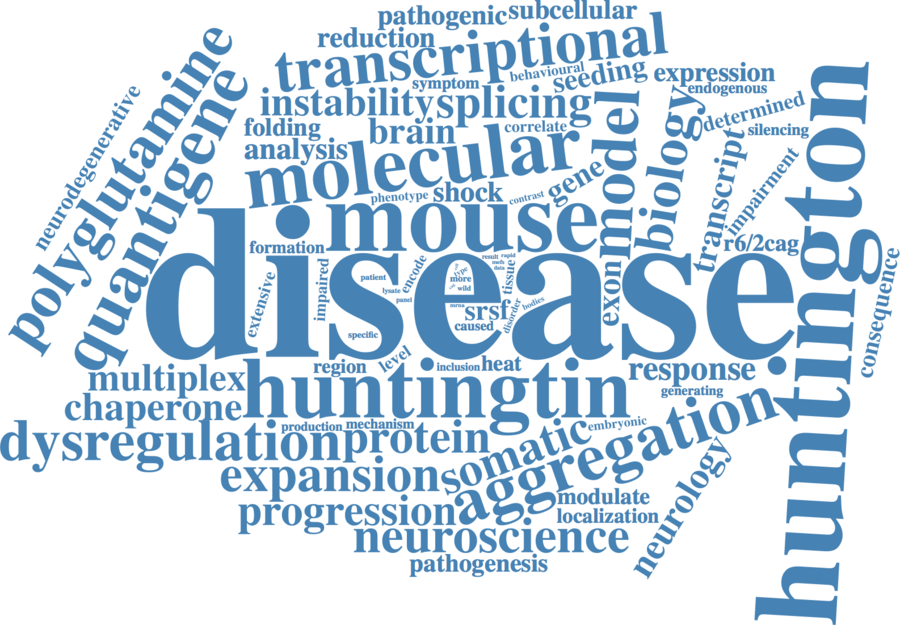 pathogenic
subcellular
reduction
transcriptional
symptom
behavioural
seeding
expression
endogenous
instability
splicing
determined
silencing
folding
brain
correlate
analysis
molecular
gene
model
biology
transcript
impairment
neurodegenerative
polyglutamine
quantigene
phenotype
shock
contrast
mouse
exon
r6/2cag
huntington
consequence
formation
disease
extensive
impaired
patient
encode
lysate
panel
specific
type
more
wild
result
rapid
mefs
data
tissue
mrna
srsf
caused
disorder
bodies
region
level
inclusion
heat
response
generating
multiplex
huntingtin
chaperone
production
mechanism
embryonic
dysregulation
protein
somatic
aggregation
expansion
progression
modulate
localization
neurology
neuroscience
pathogenesis